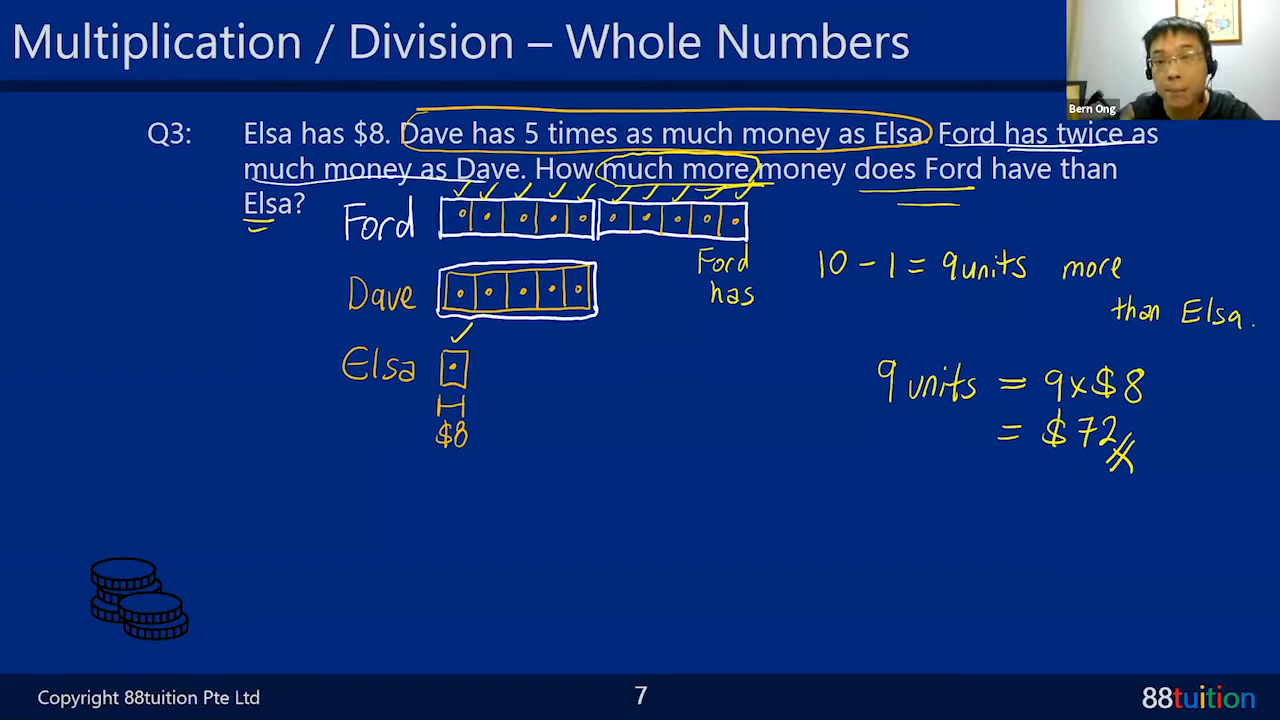 Multiplication / Division – Whole Numbers
Bern Ong
Q3: Elsa has $8. Dave has 5 times as much money as Elsa. Ford has twice as
much money as Dave. How much more money does Ford have than
Elsa?
Ford
Ford
has
10 - 1 = 9 units more
than Elsa.
Dave
Elsa
$8
9 units = 9 x $8
= $72
Copyright 88tuition Pte Ltd
7
88tuition